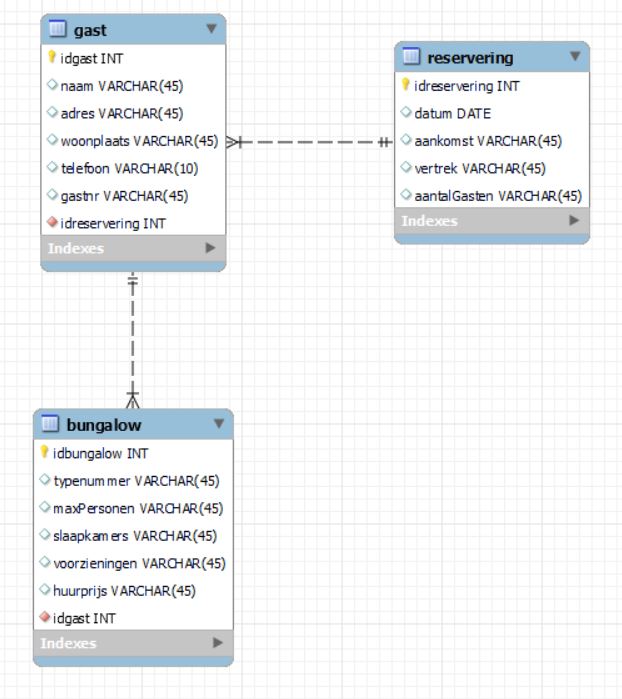 gast
idgast INT
naam VARCHAR(45)
adres VARCHAR(45)
woonplaats VARCHAR(45)
telefoon VARCHAR(10)
gastnr VARCHAR(45)
idreservering INT
Indexes
reservering
idreservering INT
datum DATE
aankomst VARCHAR(45)
vertrek VARCHAR(45)
aantalGasten VARCHAR(45)
Indexes
bungalow
idbungalow INT
typenummer VARCHAR(45)
maxPersonen VARCHAR(45)
slaapkamers VARCHAR(45)
voorzieningen VARCHAR(45)
huurprijs VARCHAR(45)
idgast INT
Indexes